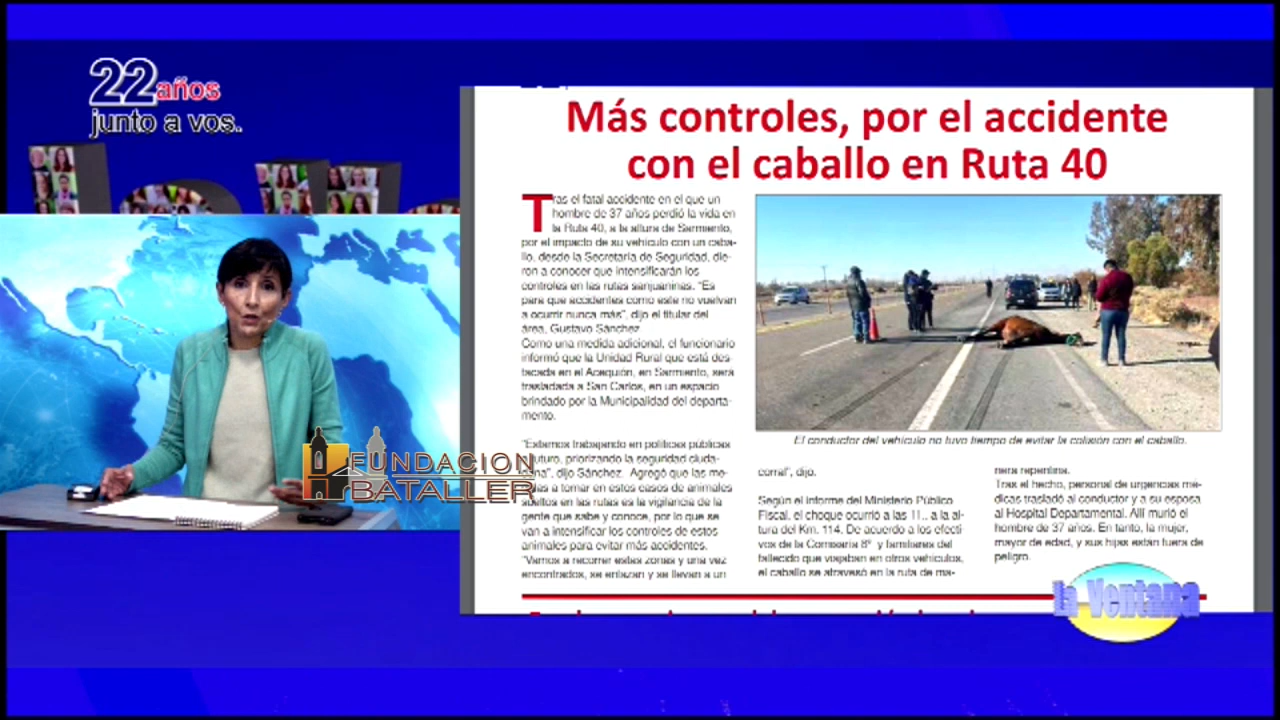 22 años
junto a vos.
Más controles, por el accidente
con el caballo en Ruta 40
Tras el fatal accidente en el que un
hombre de 37 años perdió la vida en
la Ruta 40, a la altura de Sarmiento,
por el impacto de su vehículo con un caba-
llo, desde la Secretaría de Seguridad, die-
ron a conocer que intensificarán los
controles en las rutas sanjuaninas. "Es
para que accidentes como este no vuelvan
a ocurrir nunca más", dijo el titular del
área, Gustavo Sánchez
Como una medida adicional, el funcionario
informó que la Unidad Rural que está des-
tacada en el Acequión, en Sarmiento, será
trasladada a San Carlos, en un espacio
brindado por la Municipalidad del departa-
mento.
"Estamos trabajando en políticas públicas
futuro, priorizando la seguridad ciuda-
dana", dijo Sánchez. Agregó que las me-
a tomar en estos casos de animales
sueltos en las rutas es la vigilancia de la
gente que sabe y conoce, por lo que se
van a intensificar los controles de estos
animales para evitar más accidentes.
"Vamos a recorrer estas zonas y una vez
encontrados, se enlazan y se llevan a un
El conductor del vehículo no tuvo tiempo de evitar la colisión con el caballo.
corral", dijo.
Según el informe del Ministerio Público
Fiscal, el choque ocurrió a las 11.. a la al-
tura del Km. 114. De acuerdo a los efecti-
vos de la Comisaría 8° y familiares del
fallecido que viajaban en otros vehículos,
el caballo se atravesó en la ruta de ma-
nera repentina.
Tras el hecho, personal de urgencias mé-
dicas trasladó al conductor y a su esposa
al Hospital Departamental. Allí murió el
hombre de 37 años. En tanto, la mujer,
mayor de edad, y sus hijas están fuera de
peligro.
FUNDACION
BATALLER
la Ventana